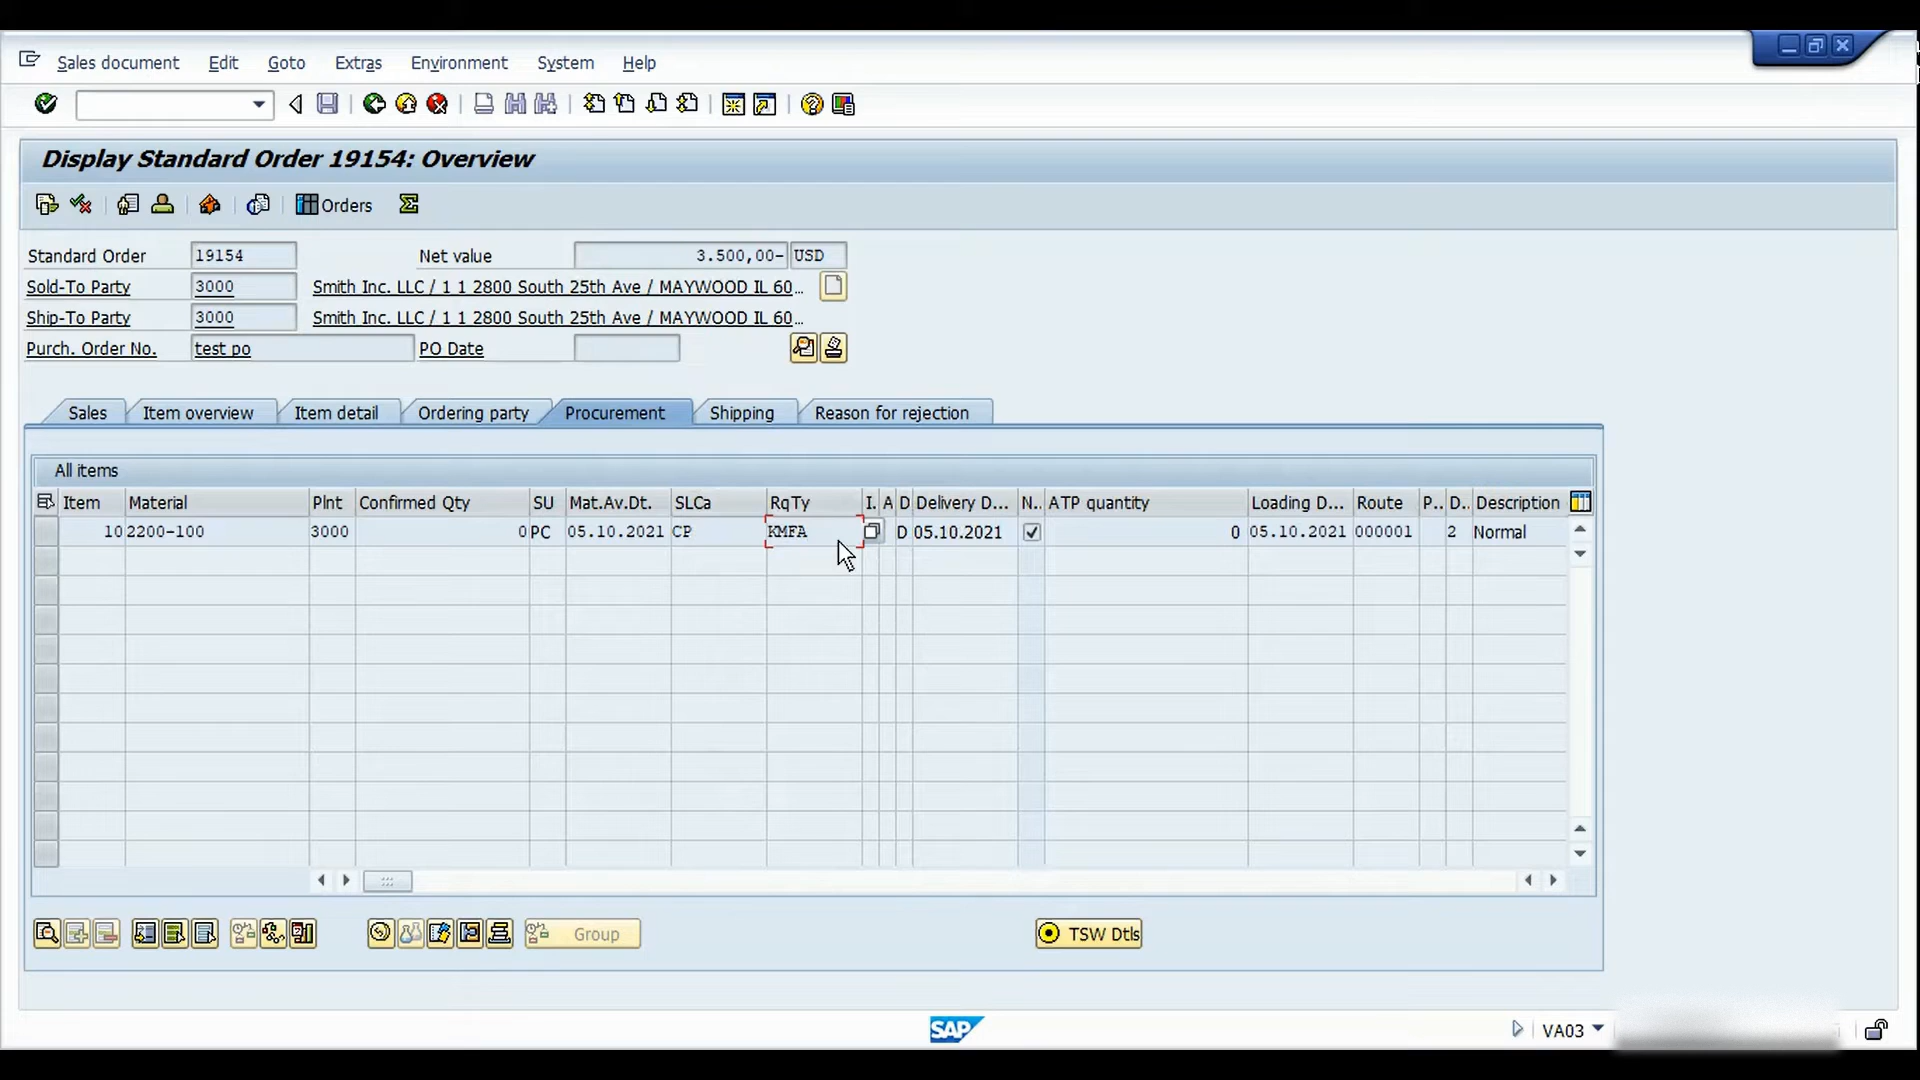 Sales document Edit Goto Extras Environment System Help
Display Standard Order 19154: Overview
Orders
Standard Order 19154 Net value 3.500,00- USD
Sold-To Party 3000 Smith Inc. LLC / 1 1 2800 South 25th Ave / MAYWOOD IL 60...
Ship-To Party 3000 Smith Inc. LLC / 1 1 2800 South 25th Ave / MAYWOOD IL 60...
Purch. Order No. test po PO Date
Sales Item overview Item detail Ordering party Procurement Shipping Reason for rejection
All items
Item Material Plnt Confirmed Qty SU Mat.Av.Dt. SLCa RqTy I. A D Delivery D... N.. ATP quantity Loading D... Route P.. D.. Description
10 2200-100 3000 0 PC 05.10.2021 CP KMFA D 05.10.2021 0 05.10.2021 000001 2 Normal
Group TSW Dtls
SAP VA03